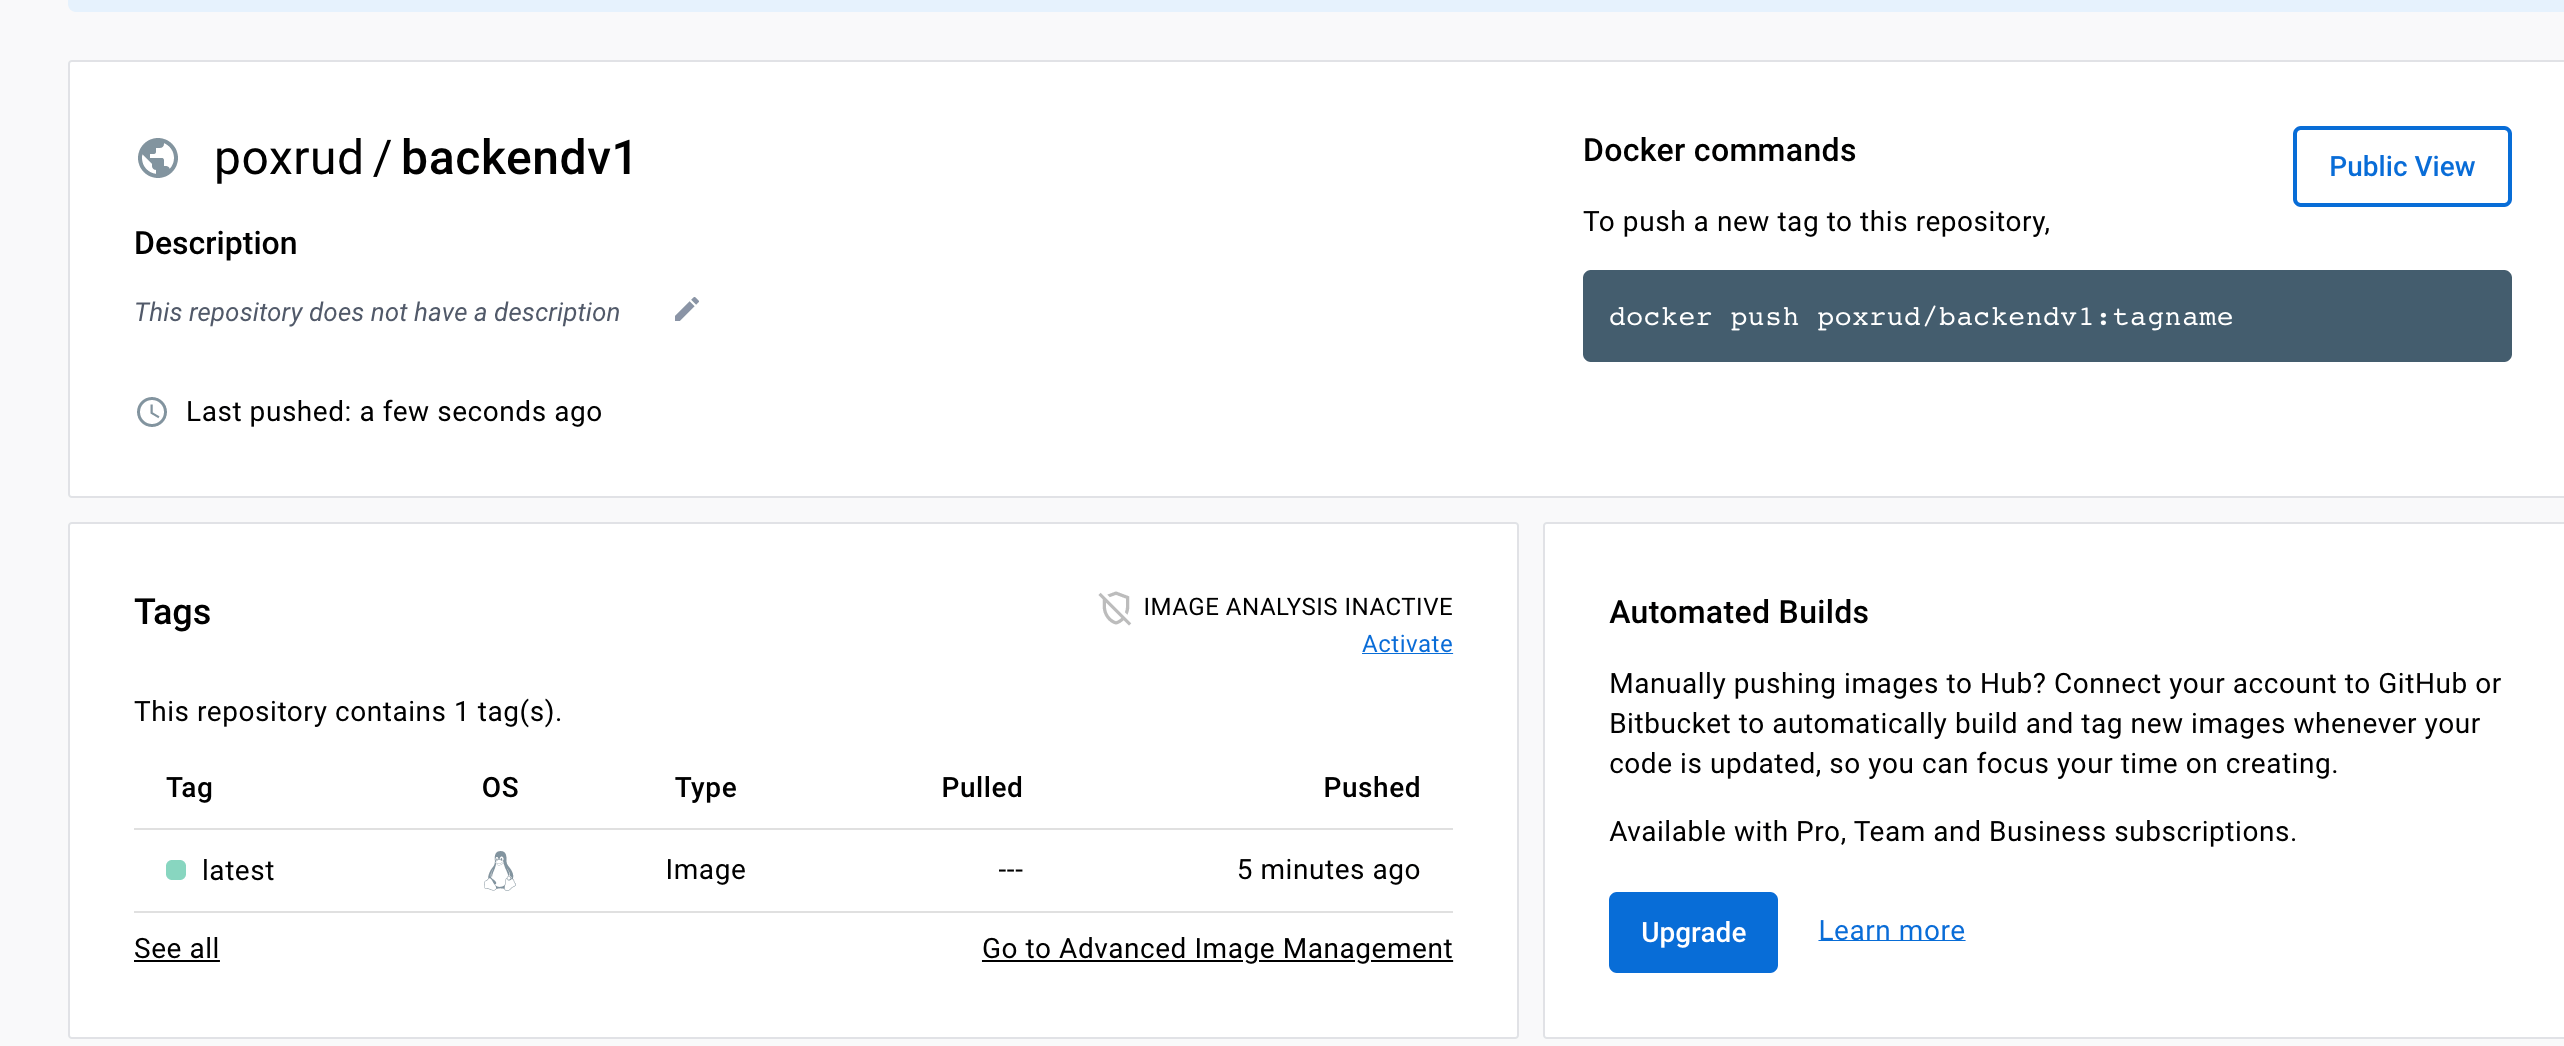 poxrud / backendv1
Description
This repository does not have a description
Last pushed: a few seconds ago
Docker commands
Public View
To push a new tag to this repository,
docker push poxrud/backendv1:tagname
Tags
IMAGE ANALYSIS INACTIVE
Activate
This repository contains 1 tag(s).
Tag OS Type Pulled Pushed
latest Image --- 5 minutes ago
See all Go to Advanced Image Management
Automated Builds
Manually pushing images to Hub? Connect your account to GitHub or
Bitbucket to automatically build and tag new images whenever your
code is updated, so you can focus your time on creating.
Available with Pro, Team and Business subscriptions.
Upgrade Learn more